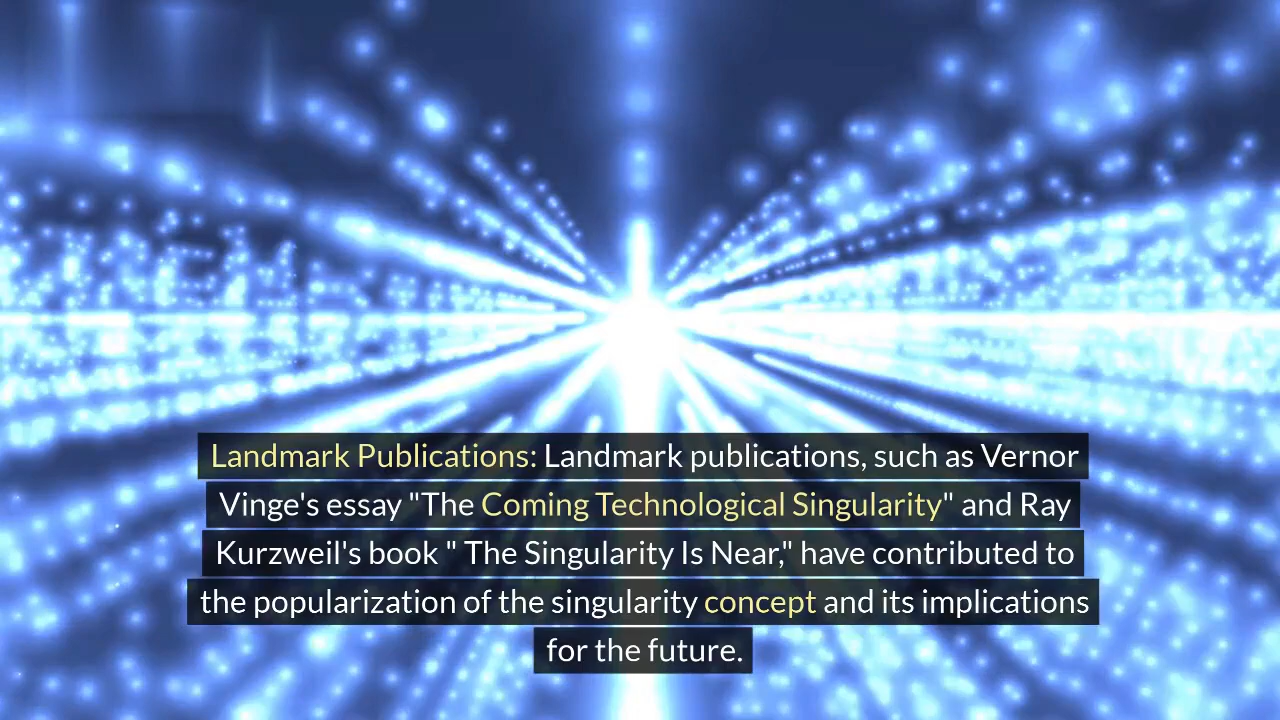 Landmark Publications: Landmark publications, such as Vernor
Vinge's essay "The Coming Technological Singularity" and Ray
Kurzweil's book " The Singularity Is Near," have contributed to
the popularization of the singularity concept and its implications
for the future.